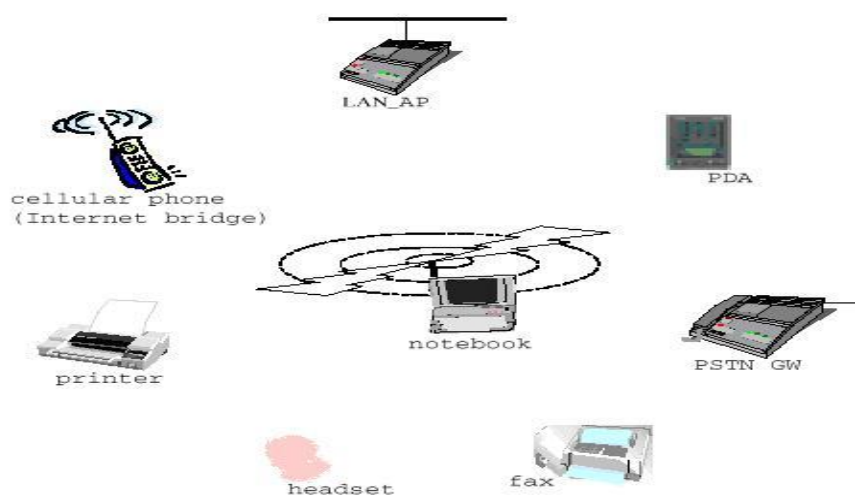 LAN_AP
PDA
cellular phone
(Internet bridge)
notebook
PSTN GW
printer
fax
headset